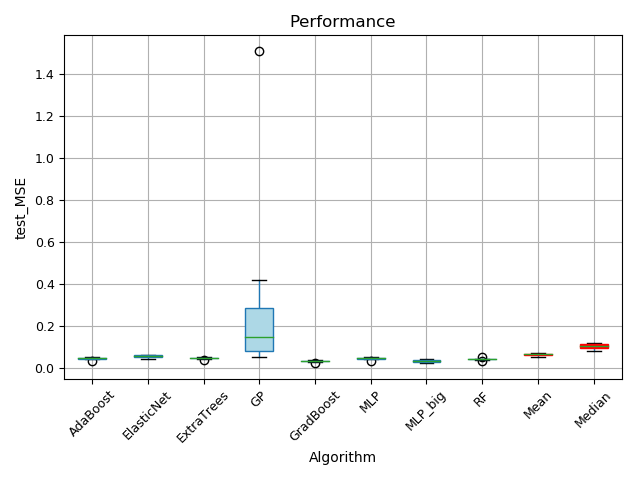 Performance
test_MSE
1.4
1.2
1.0
0.8
0.6
0.4
0.2
0.0
AdaBoost
ElasticNet
ExtraTrees
GP
GradBoost
MLP
MLP_big
RF
Mean
Median
Algorithm